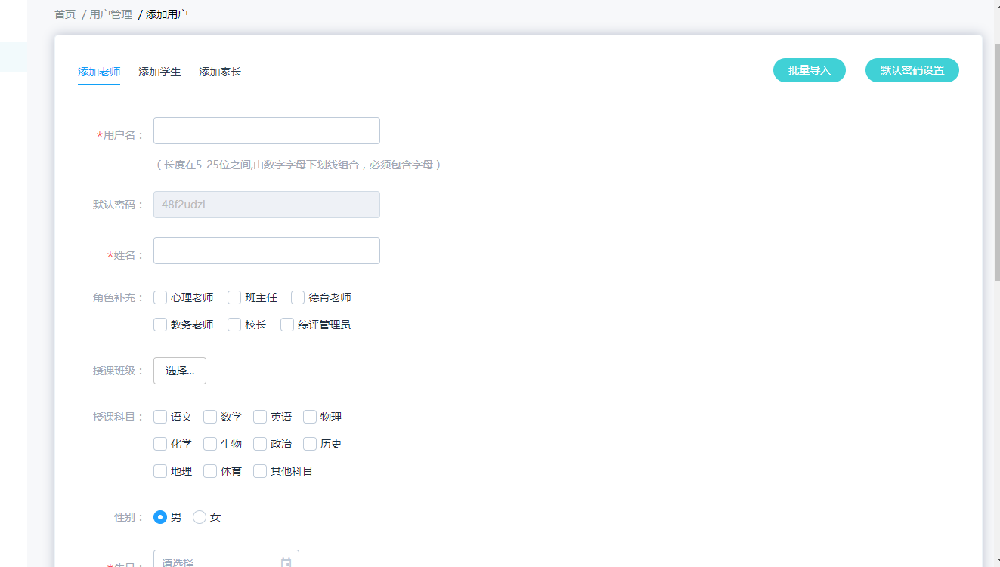 首页 / 用户管理 / 添加用户
添加老师 添加学生 添加家长 批量导入 默认密码设置
*用户名：
（长度在5-25位之间,由数字字母下划线组合，必须包含字母）
默认密码： 48f2udzl
*姓名：
角色补充： 心理老师 班主任 德育老师
教务老师 校长 综评管理员
授课班级： 选择...
授课科目： 语文 数学 英语 物理
化学 生物 政治 历史
地理 体育 其他科目
性别： 男 女
*生日： 请选择